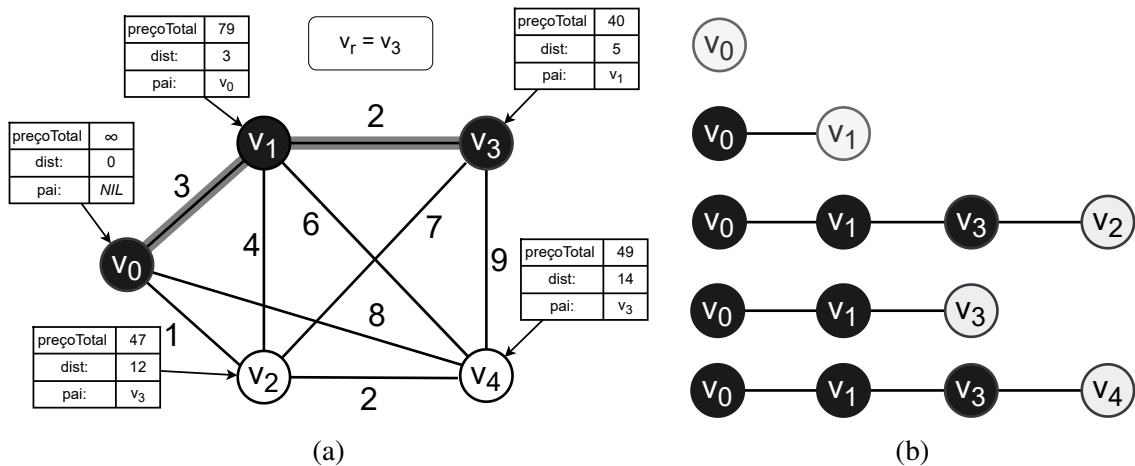 preçoTotal 79
dist: 3
pai: v0
vr = v3
preçoTotal 40
dist: 5
pai: v1
preçoTotal ∞
dist: 0
pai: NIL
v1
2
v3
3
4
6
7
9
v0
8
1
preçoTotal 49
dist: 14
pai: v3
preçoTotal 47
dist: 12
pai: v3
v2
2
v4
(a)
v0
v0 v1
v0 v1 v3 v2
v0 v1 v3
v0 v1 v3 v4
(b)